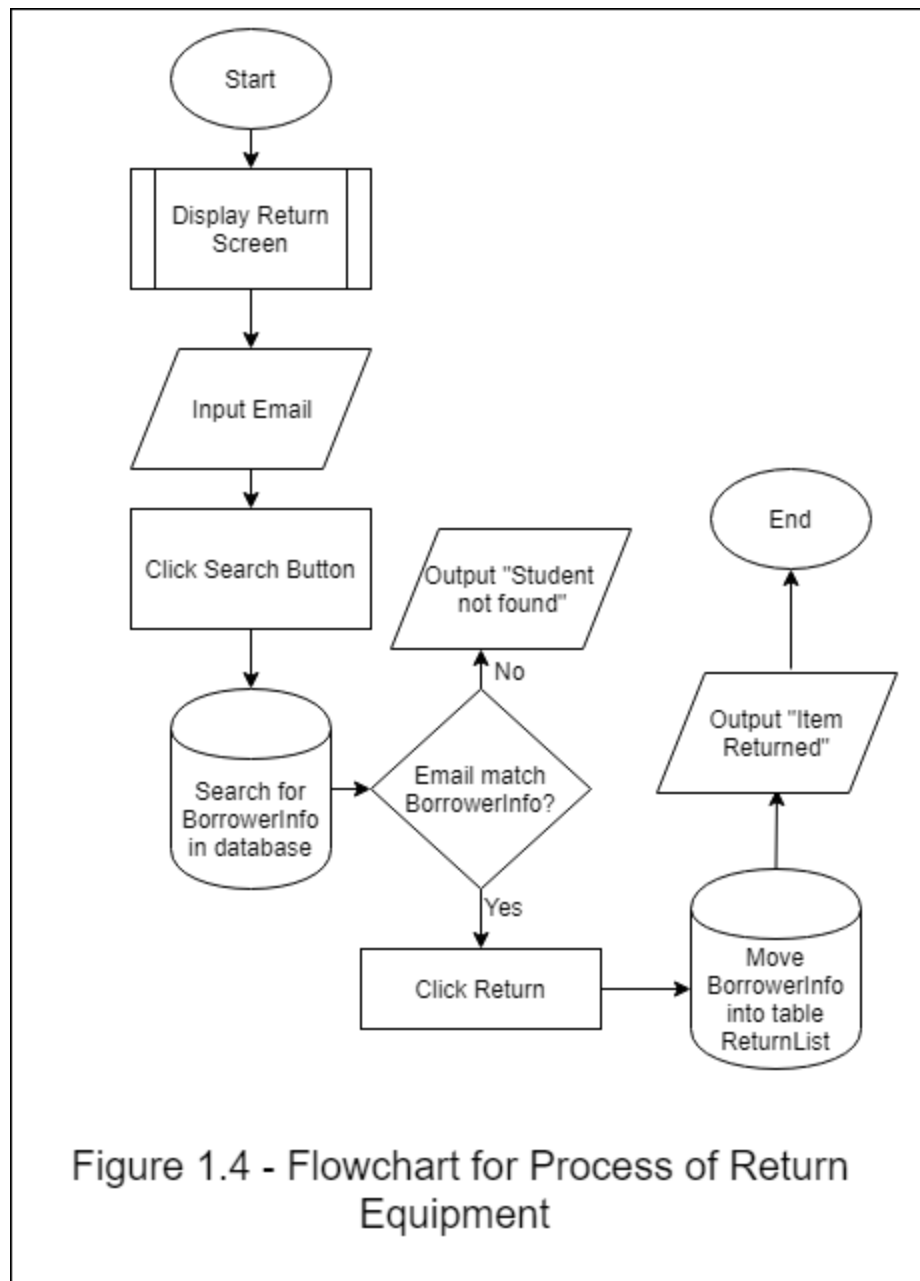 Start
Display Return
Screen
Input Email
Click Search Button
Search for
BorrowerInfo
in database
Email match
BorrowerInfo?
No
Output "Student
not found"
Yes
Click Return
Move
BorrowerInfo
into table
ReturnList
Output "Item
Returned"
End
Figure 1.4 - Flowchart for Process of Return
Equipment